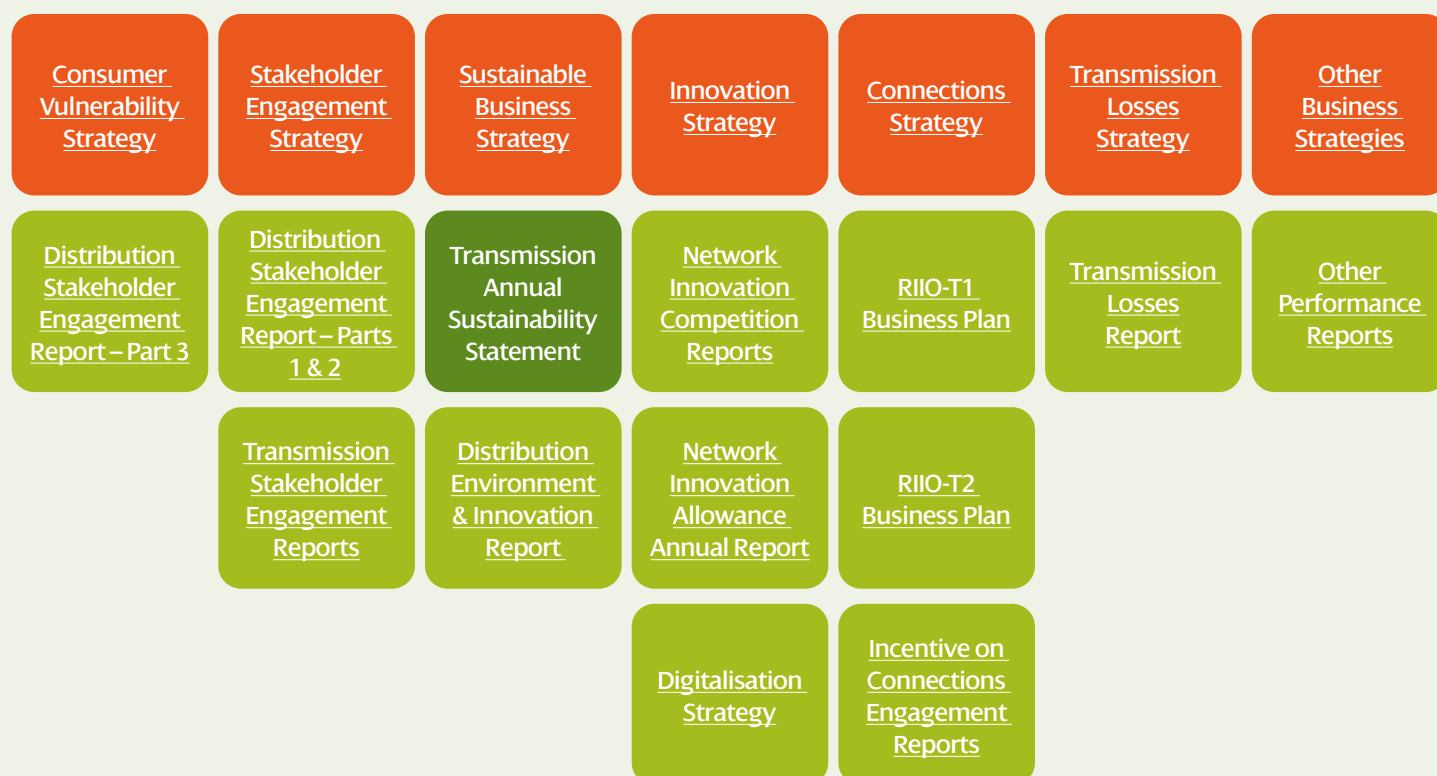 Consumer
Vulnerability
Strategy
Stakeholder
Engagement
Strategy
Sustainable
Business
Strategy
Innovation
Strategy
Connections
Strategy
Transmission
Losses
Strategy
Other
Business
Strategies
Distribution
Stakeholder
Engagement
Report – Part 3
Distribution
Stakeholder
Engagement
Report – Parts
1 & 2
Transmission
Annual
Sustainability
Statement
Network
Innovation
Competition
Reports
RIIO-T1
Business Plan
Transmission
Losses
Report
Other
Performance
Reports
Transmission
Stakeholder
Engagement
Reports
Distribution
Environment
& Innovation
Report
Network
Innovation
Allowance
Annual Report
RIIO-T2
Business Plan
Digitalisation
Strategy
Incentive on
Connections
Engagement
Reports